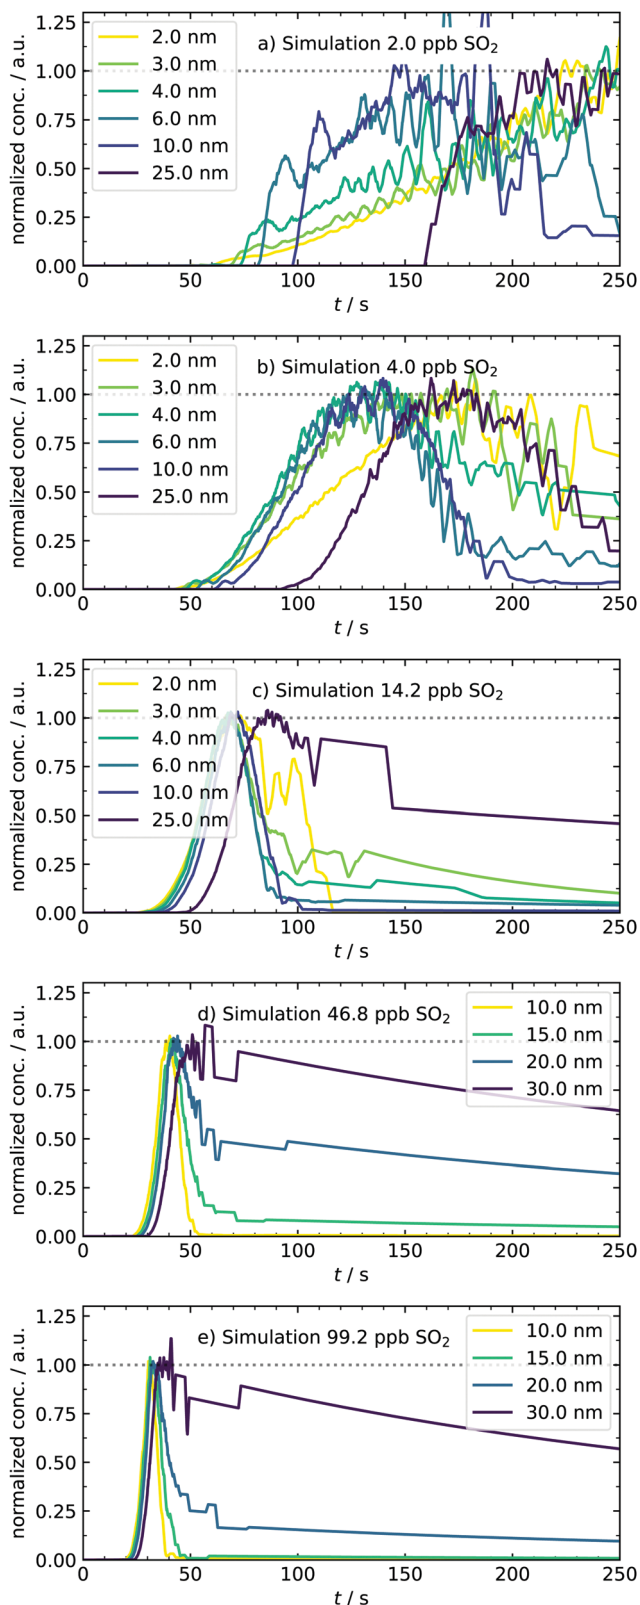 a) Simulation 2.0 ppb SO₂
normalized conc. / a.u.
1.25
1.00
0.75
0.50
0.25
0.00
2.0 nm
3.0 nm
4.0 nm
6.0 nm
10.0 nm
25.0 nm
0 50 100 150 200 250
t / s
b) Simulation 4.0 ppb SO₂
normalized conc. / a.u.
1.25
1.00
0.75
0.50
0.25
0.00
2.0 nm
3.0 nm
4.0 nm
6.0 nm
10.0 nm
25.0 nm
0 50 100 150 200 250
t / s
c) Simulation 14.2 ppb SO₂
normalized conc. / a.u.
1.25
1.00
0.75
0.50
0.25
0.00
2.0 nm
3.0 nm
4.0 nm
6.0 nm
10.0 nm
25.0 nm
0 50 100 150 200 250
t / s
d) Simulation 46.8 ppb SO₂
normalized conc. / a.u.
1.25
1.00
0.75
0.50
0.25
0.00
10.0 nm
15.0 nm
20.0 nm
30.0 nm
0 50 100 150 200 250
t / s
e) Simulation 99.2 ppb SO₂
normalized conc. / a.u.
1.25
1.00
0.75
0.50
0.25
0.00
10.0 nm
15.0 nm
20.0 nm
30.0 nm
0 50 100 150 200 250
t / s